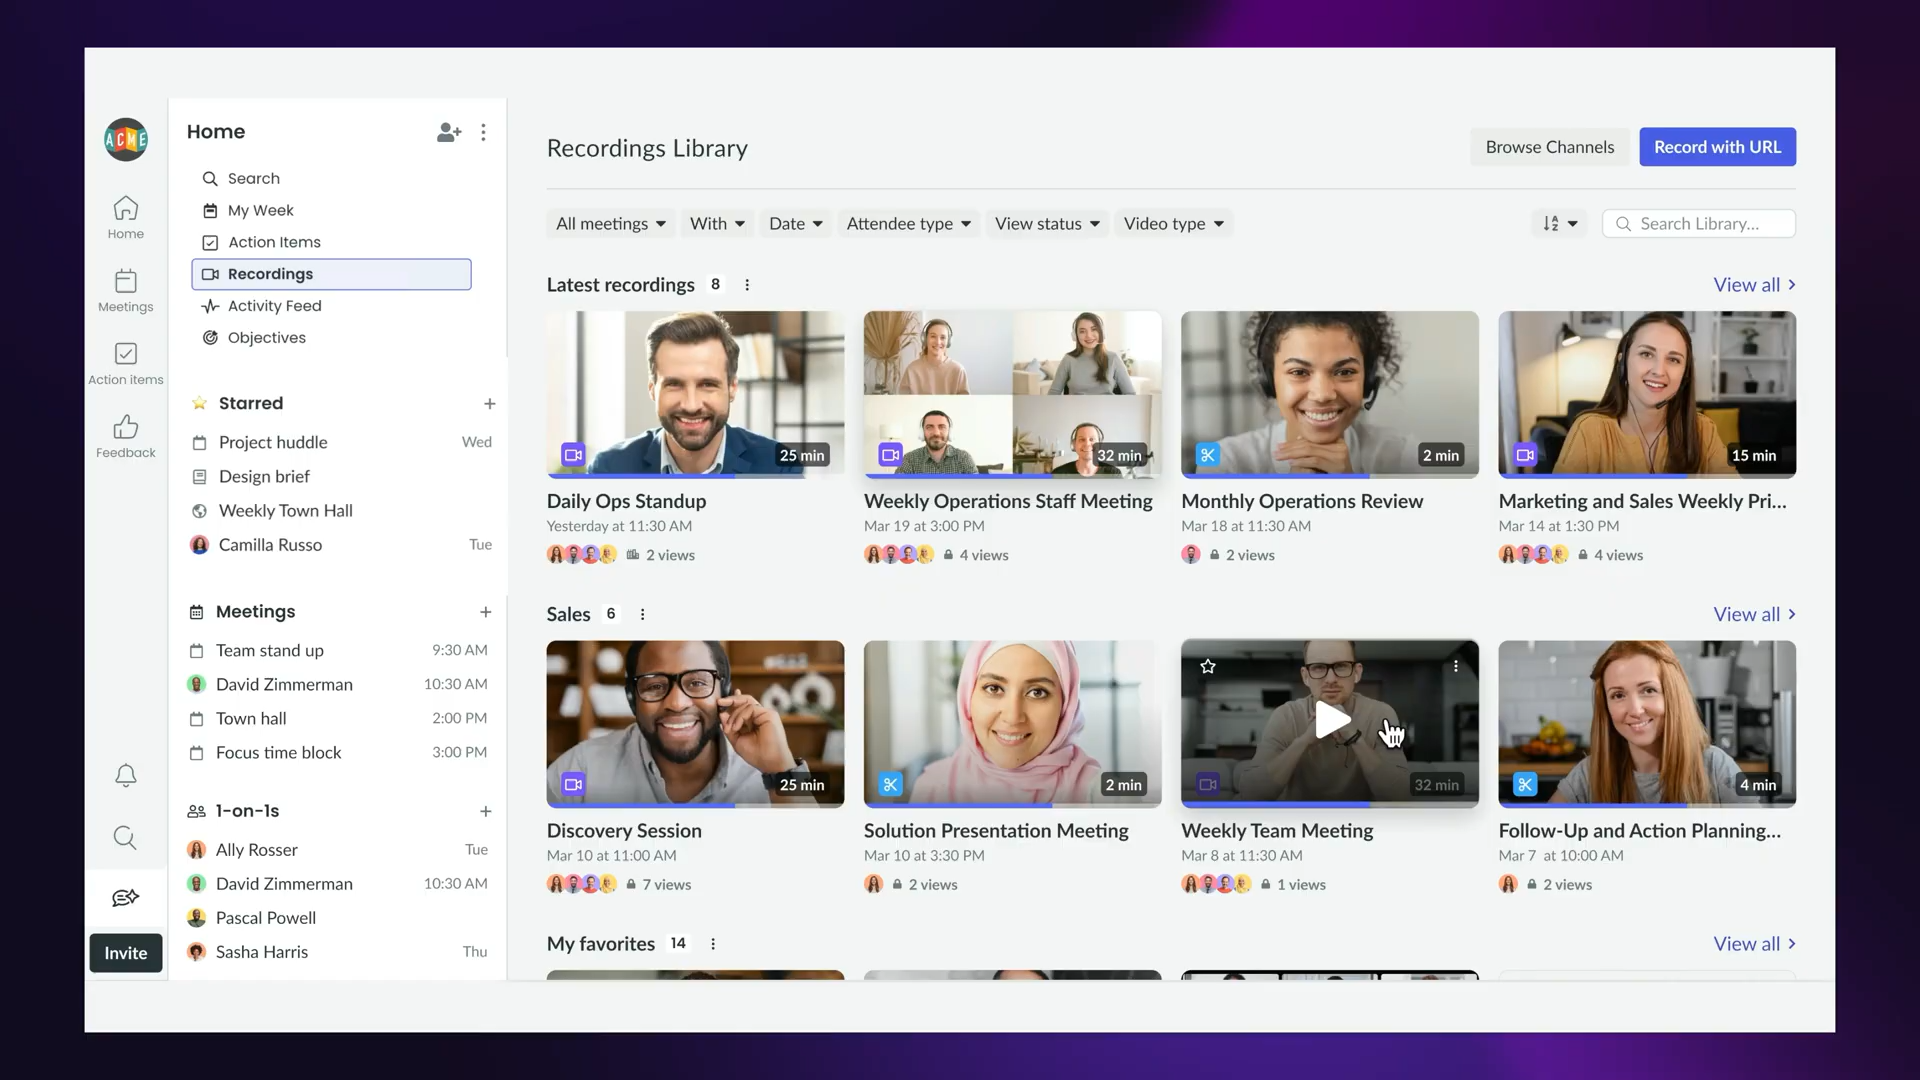 ACME
Home
Meetings
Action items
Feedback
Invite
Home
Search
My Week
Action Items
Recordings
Activity Feed
Objectives
Starred
Project huddle Wed
Design brief
Weekly Town Hall
Camilla Russo Tue
Meetings
Team stand up 9:30 AM
David Zimmerman 10:30 AM
Town hall 2:00 PM
Focus time block 3:00 PM
1-on-1s
Ally Rosser Tue
David Zimmerman 10:30 AM
Pascal Powell
Sasha Harris Thu
Recordings Library
Browse Channels
Record with URL
All meetings With Date Attendee type View status Video type
Search Library...
Latest recordings 8
View all
25 min
Daily Ops Standup
Yesterday at 11:30 AM
2 views
32 min
Weekly Operations Staff Meeting
Mar 19 at 3:00 PM
4 views
2 min
Monthly Operations Review
Mar 18 at 11:30 AM
2 views
15 min
Marketing and Sales Weekly Pri...
Mar 14 at 1:30 PM
4 views
Sales 6
View all
25 min
Discovery Session
Mar 10 at 11:00 AM
7 views
2 min
Solution Presentation Meeting
Mar 10 at 3:30 PM
2 views
32 min
Weekly Team Meeting
Mar 8 at 11:30 AM
1 views
4 min
Follow-Up and Action Planning...
Mar 7 at 10:00 AM
2 views
My favorites 14
View all